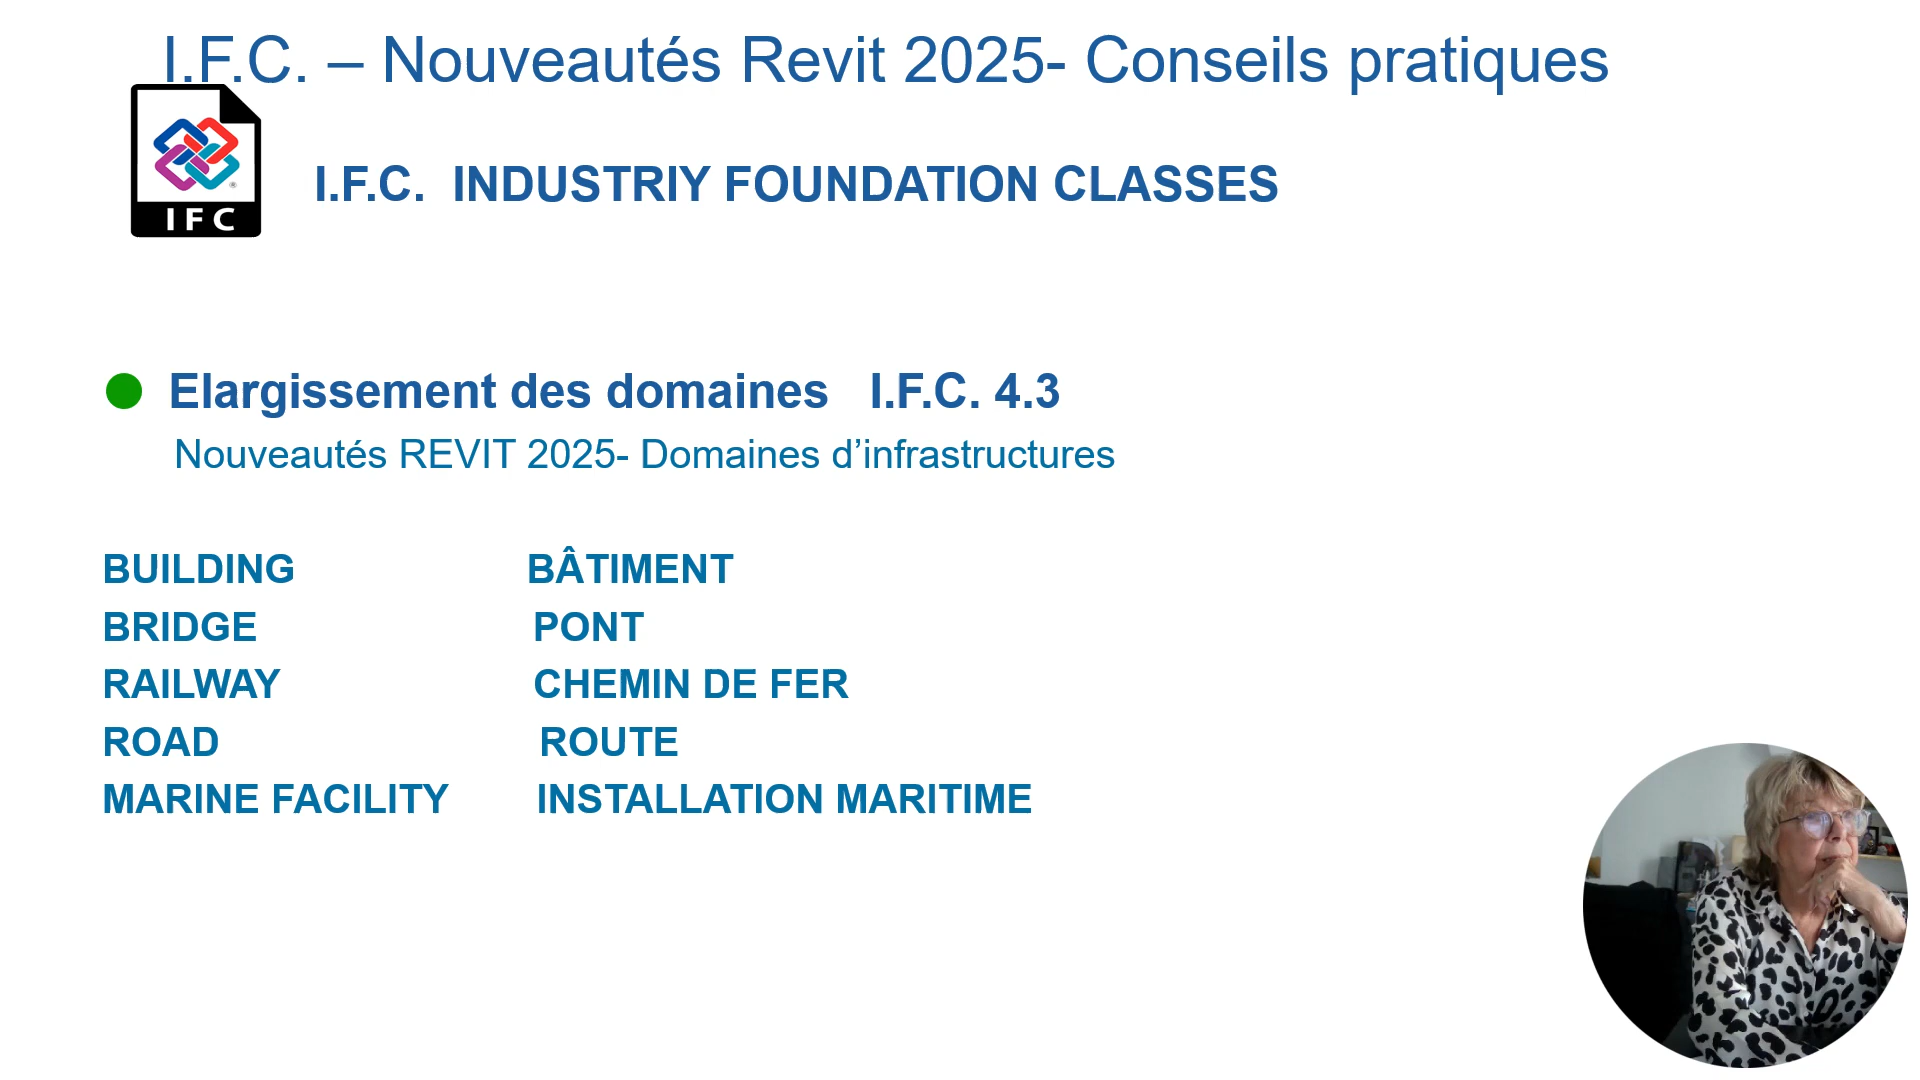 I.F.C. – Nouveautés Revit 2025- Conseils pratiques
IFC
I.F.C. INDUSTRIY FOUNDATION CLASSES
Elargissement des domaines I.F.C. 4.3
Nouveautés REVIT 2025- Domaines d’infrastructures
BUILDING BÂTIMENT
BRIDGE PONT
RAILWAY CHEMIN DE FER
ROAD ROUTE
MARINE FACILITY INSTALLATION MARITIME